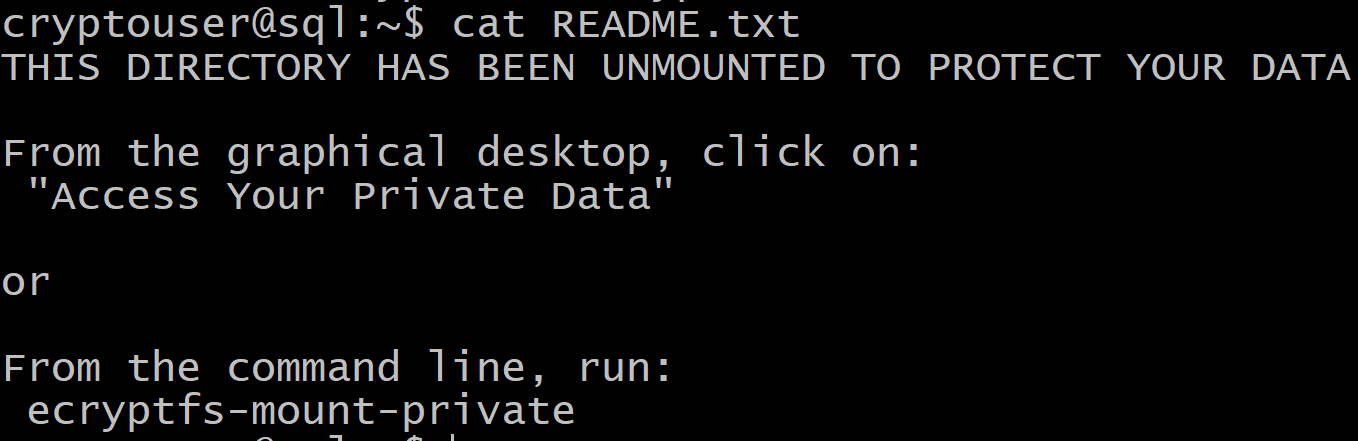 cryptouser@sql:~$ cat README.txt
THIS DIRECTORY HAS BEEN UNMOUNTED TO PROTECT YOUR DATA
From the graphical desktop, click on:
"Access Your Private Data"
or
From the command line, run:
ecryptfs-mount-private